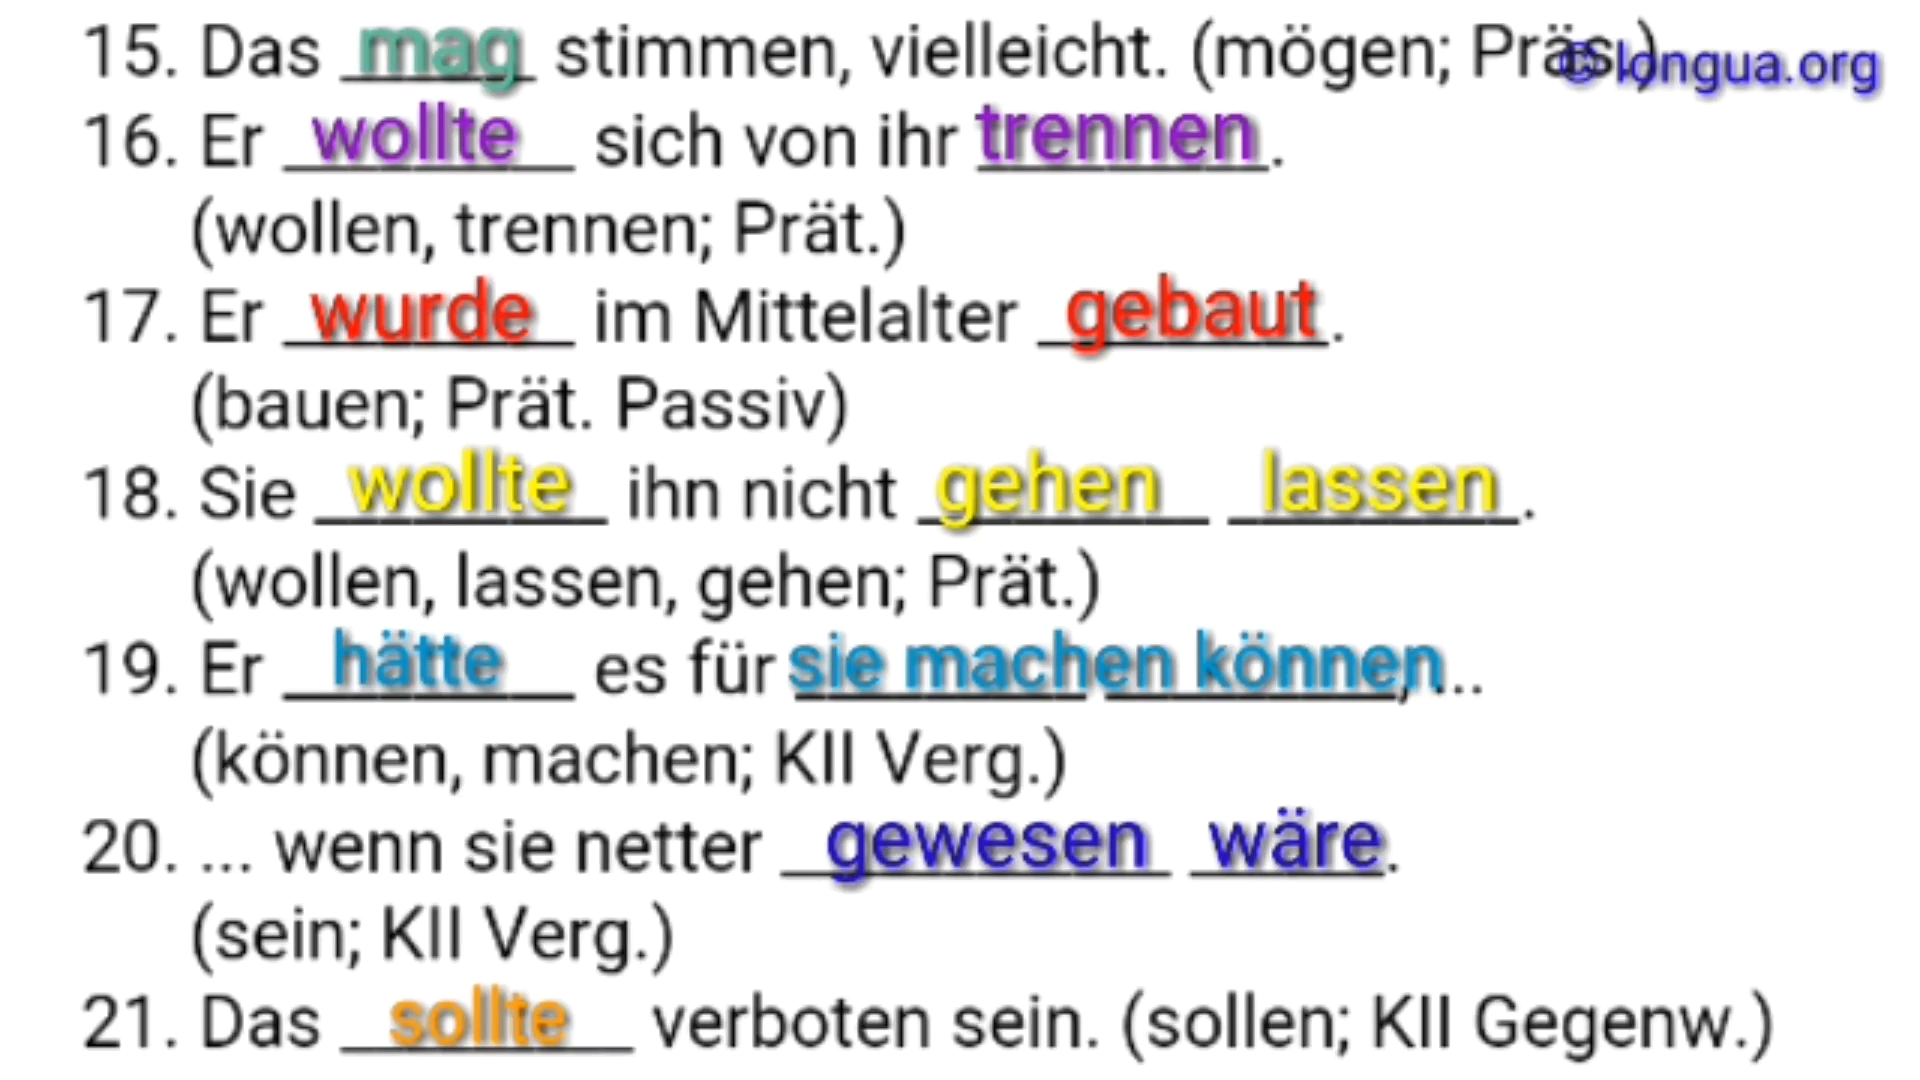 15. Das mag stimmen, vielleicht. (mögen; Präs.) © longua.org
16. Er wollte sich von ihr trennen.
(wollen, trennen; Prät.)
17. Er wurde im Mittelalter gebaut.
(bauen; Prät. Passiv)
18. Sie wollte ihn nicht gehen lassen.
(wollen, lassen, gehen; Prät.)
19. Er hätte es für sie machen können, ...
(können, machen; KII Verg.)
20. ... wenn sie netter gewesen wäre.
(sein; KII Verg.)
21. Das sollte verboten sein. (sollen; KII Gegenw.)